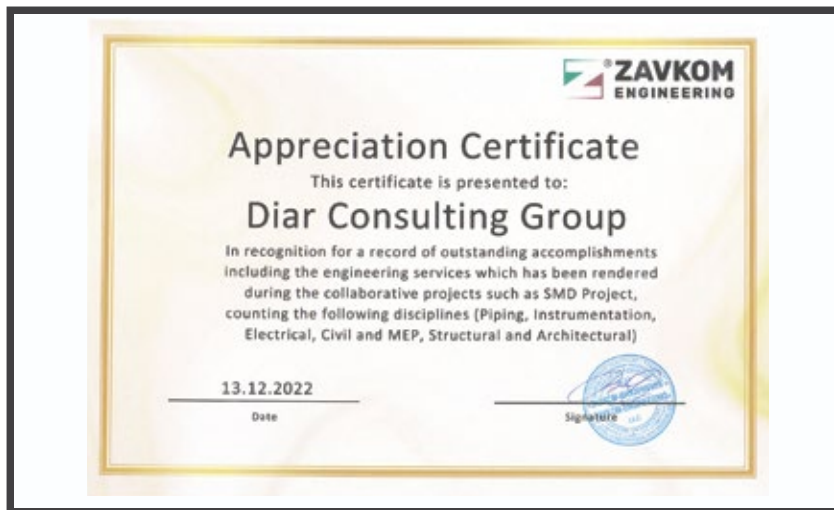 ® ZAVKOM
ENGINEERING
Appreciation Certificate
This certificate is presented to:
Diar Consulting Group
In recognition for a record of outstanding accomplishments
including the engineering services which has been rendered
during the collaborative projects such as SMD Project,
counting the following disciplines (Piping, Instrumentation,
Electrical, Civil and MEP, Structural and Architectural)
13.12.2022
Date
Signature